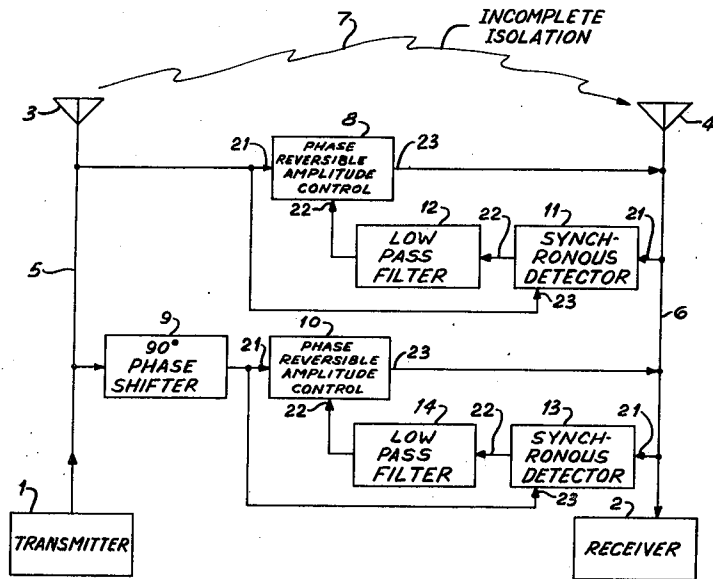 7
INCOMPLETE
ISOLATION
3
4
8
21
PHASE
REVERSIBLE
AMPLITUDE
CONTROL
23
22
12
LOW
PASS
FILTER
22
11
SYNCH-
RONOUS
DETECTOR
21
23
5
6
9
90°
PHASE
SHIFTER
21
10
PHASE
REVERSIBLE
AMPLITUDE
CONTROL
23
22
14
LOW
PASS
FILTER
22
13
SYNCH-
RONOUS
DETECTOR
21
23
1
TRANSMITTER
2
RECEIVER